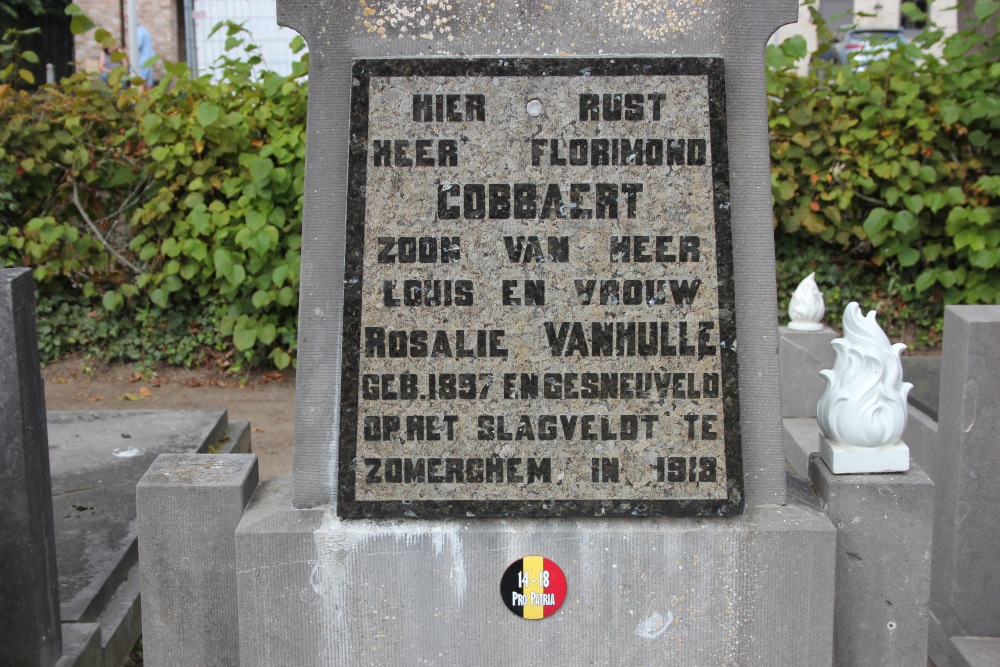 HIER RUST
HEER FLORIMOND
COBBAERT
ZOON VAN HEER
LOUIS EN VROUW
ROSALIE VANHULLE
GEB.1897 EN GESNEUVELD
OP HET SLAGVELDT TE
ZOMERGHEM IN 1918
14-18
PRO PATRIA